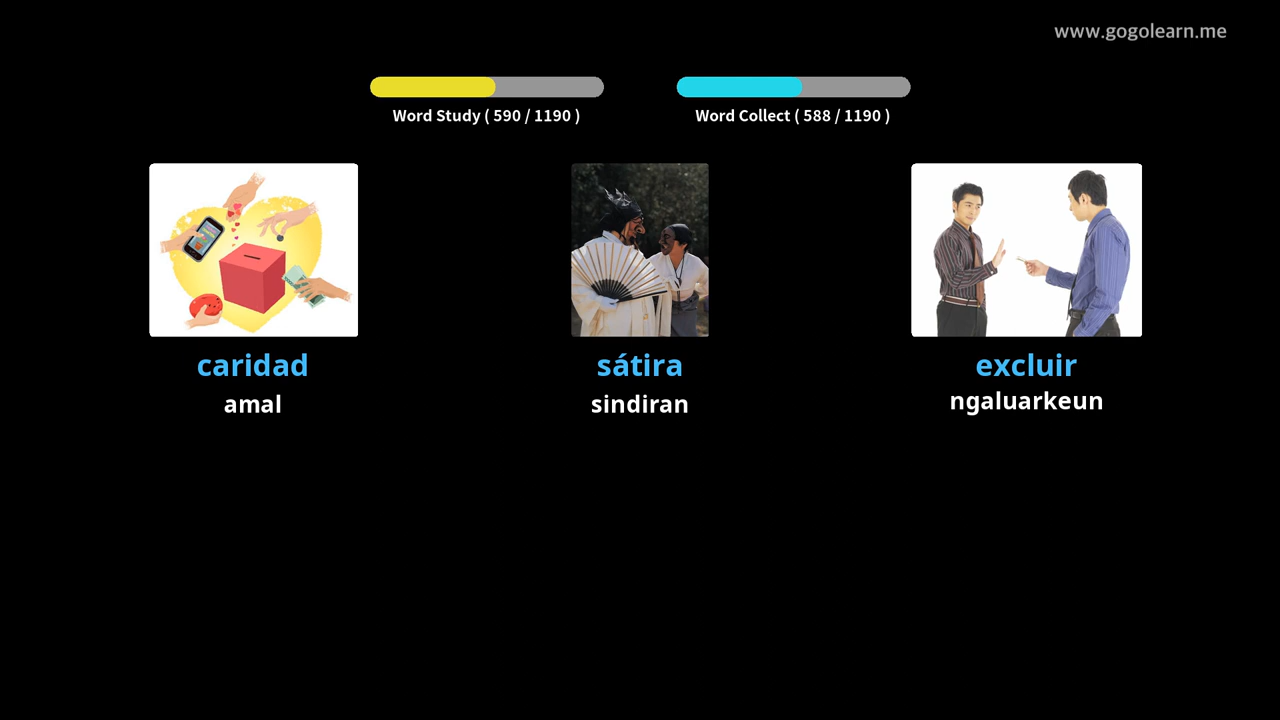 www.gogolearn.me
Word Study ( 590 / 1190 )
Word Collect ( 588 / 1190 )
caridad
amal
sátira
sindiran
excluir
ngaluarkeun